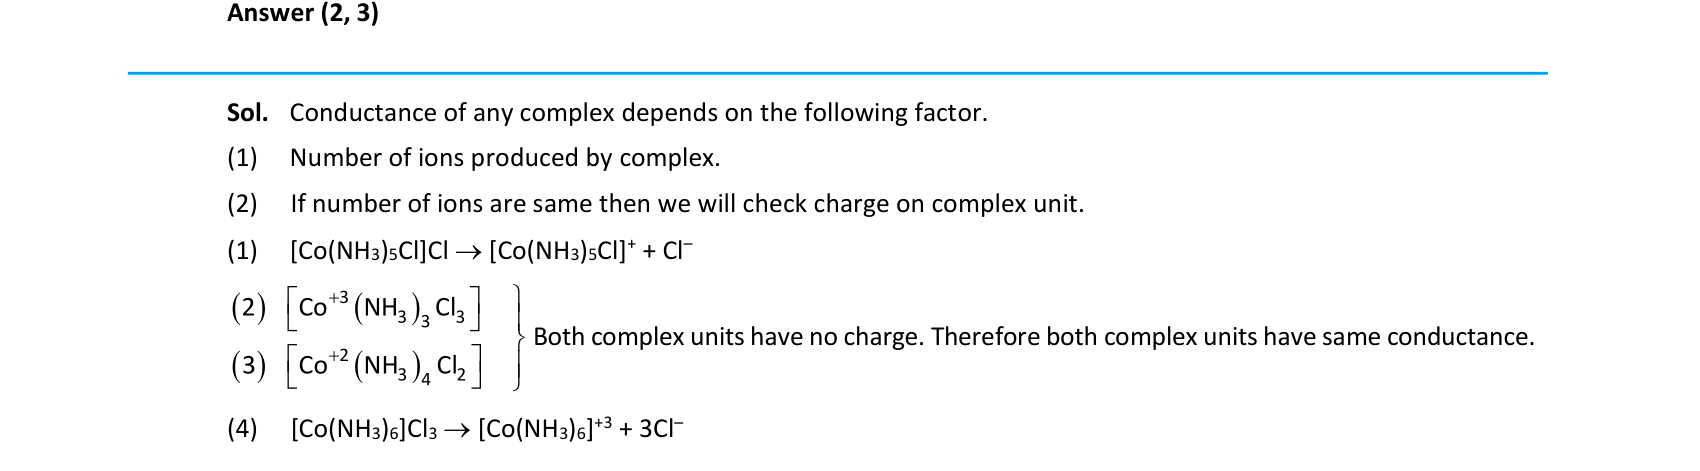 Answer (2, 3)
Sol. Conductance of any complex depends on the following factor.
(1) Number of ions produced by complex.
(2) If number of ions are same then we will check charge on complex unit.
(1) [Co(NH₃)₅Cl]Cl → [Co(NH₃)₅Cl]⁺ + Cl⁻
(2) [Co⁺³(NH₃)₃Cl₃]
Both complex units have no charge. Therefore both complex units have same conductance.
(3) [Co⁺²(NH₃)₄Cl₂]
(4) [Co(NH₃)₆]Cl₃ → [Co(NH₃)₆]⁺³ + 3Cl⁻